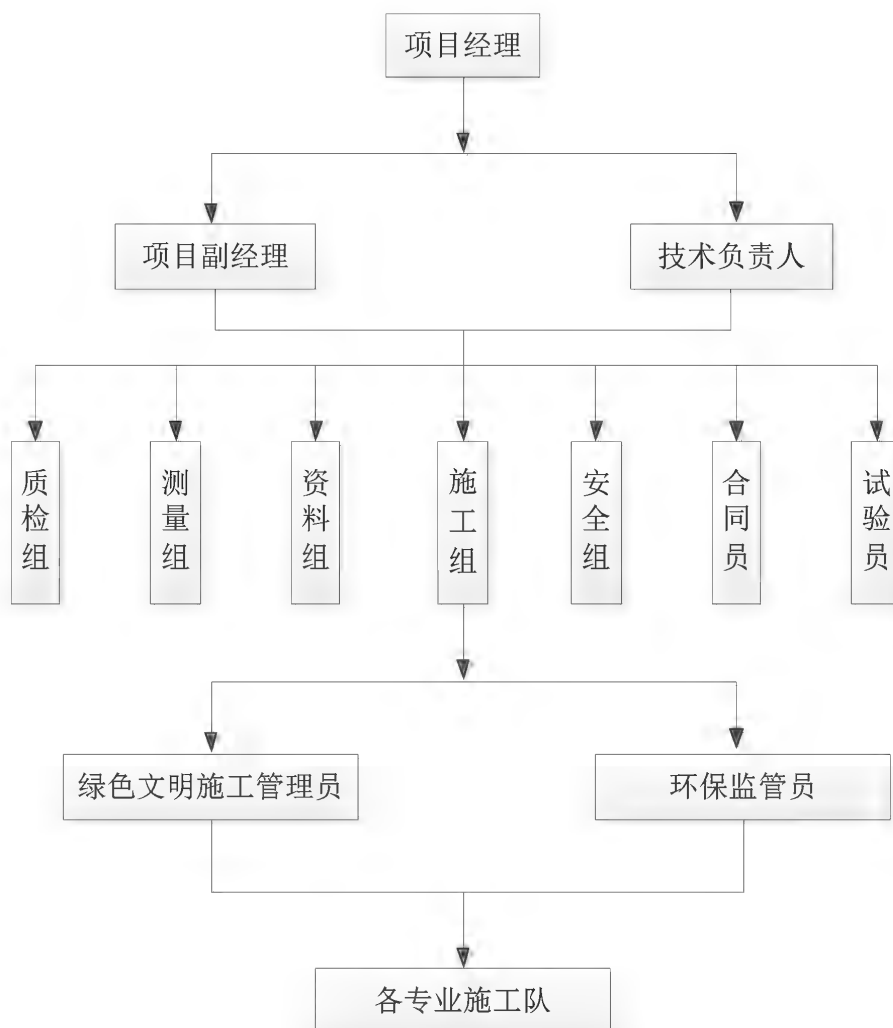 项目经理
项目副经理
技术负责人
质检组
测量组
资料组
施工组
安全组
合同员
试验员
绿色文明施工管理员
环保监管员
各专业施工队